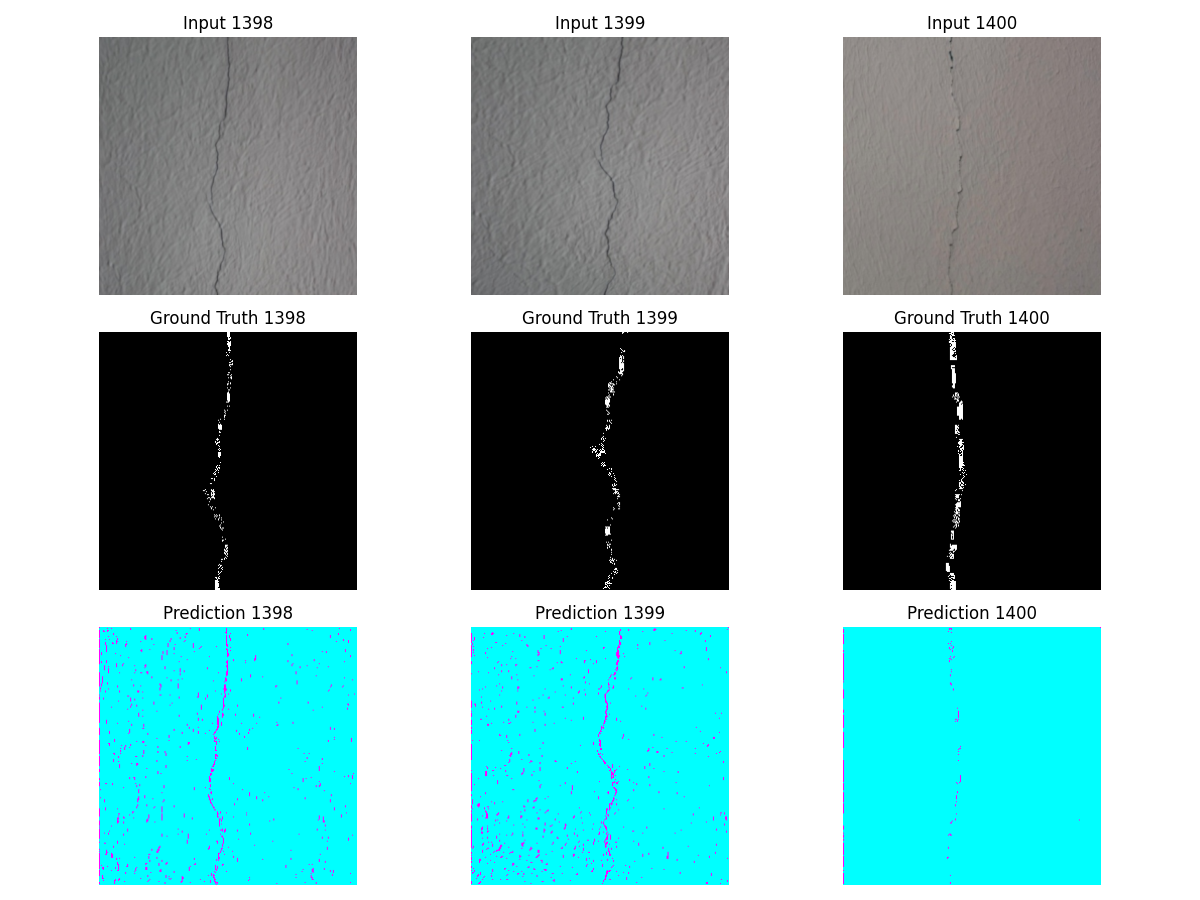 Input 1398
Input 1399
Input 1400
Ground Truth 1398
Ground Truth 1399
Ground Truth 1400
Prediction 1398
Prediction 1399
Prediction 1400